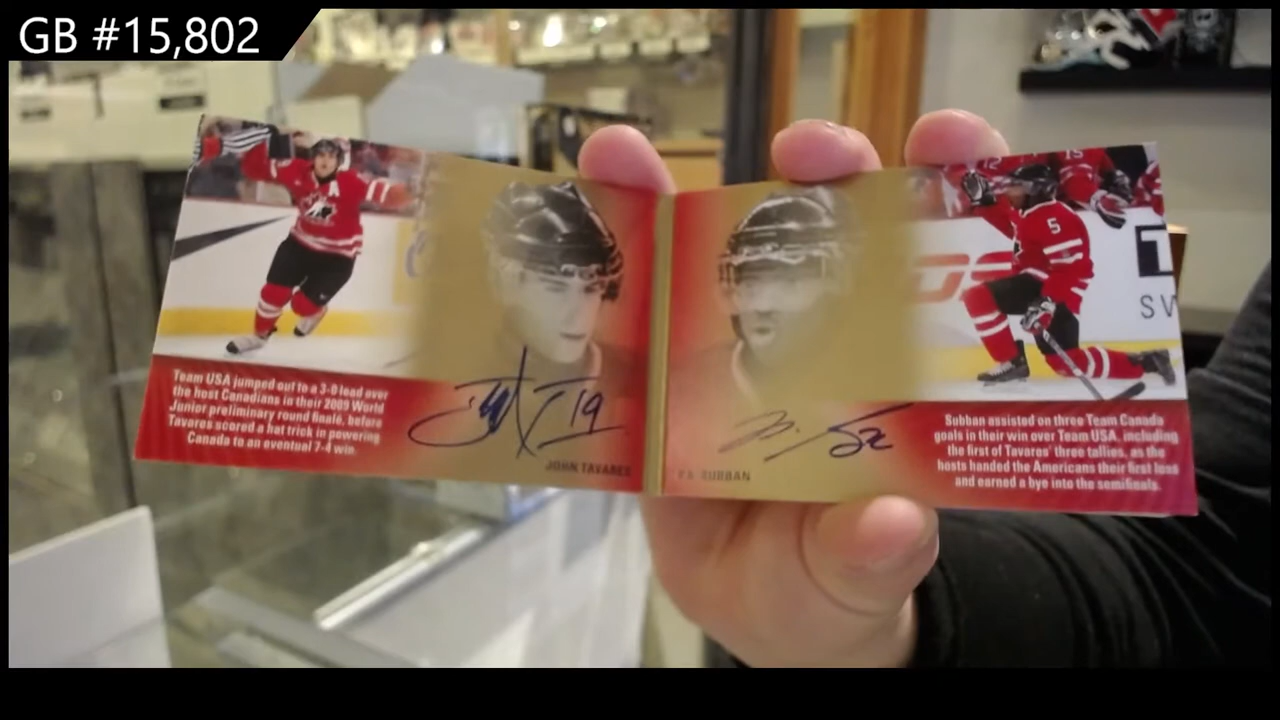 GB #15,802
Team USA jumped out to a 3-0 lead over
the host Canadians in their 2009 World
Junior preliminary round finale, before
Tavares scored a hat trick in powering
Canada to an eventual 7-4 win.
19
JOHN TAVARES
P.K. SUBBAN
5
SV
Subban assisted on three Team Canada
goals in their win over Team USA, including
the first of Tavares' three tallies, as the
hosts handed the Americans their first loss
and earned a bye into the semifinals.